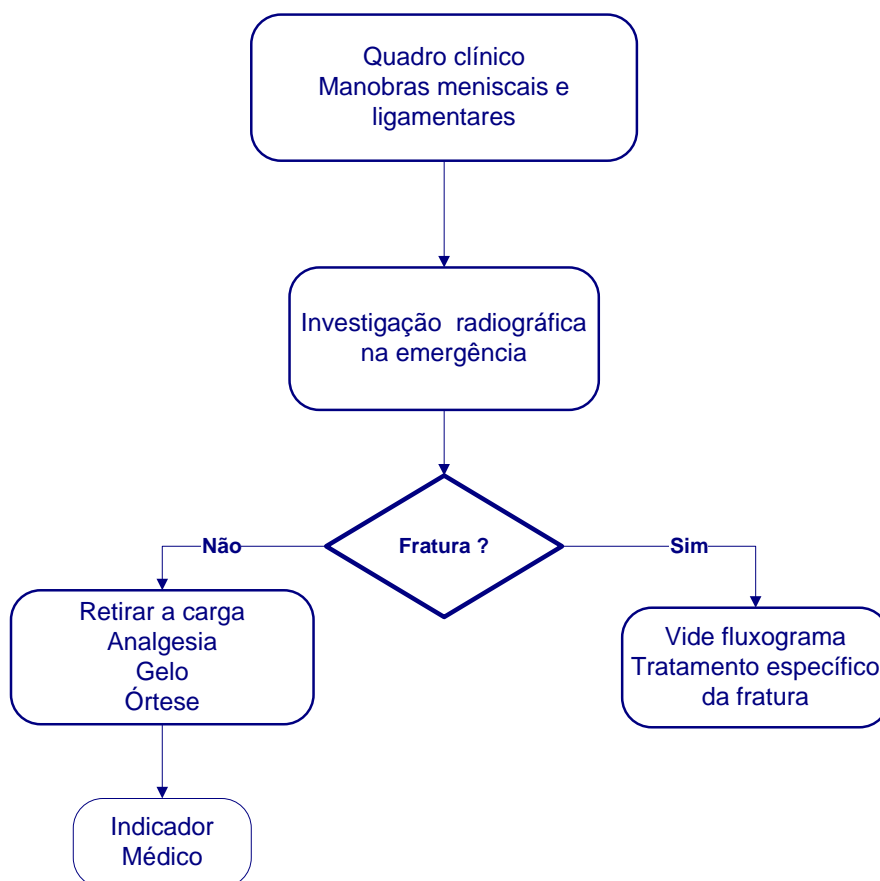 Quadro clínico
Manobras meniscais e
ligamentares
Investigação radiográfica
na emergência
Fratura ?
Não
Sim
Retirar a carga
Analgesia
Gelo
Órtese
Vide fluxograma
Tratamento específico
da fratura
Indicador
Médico